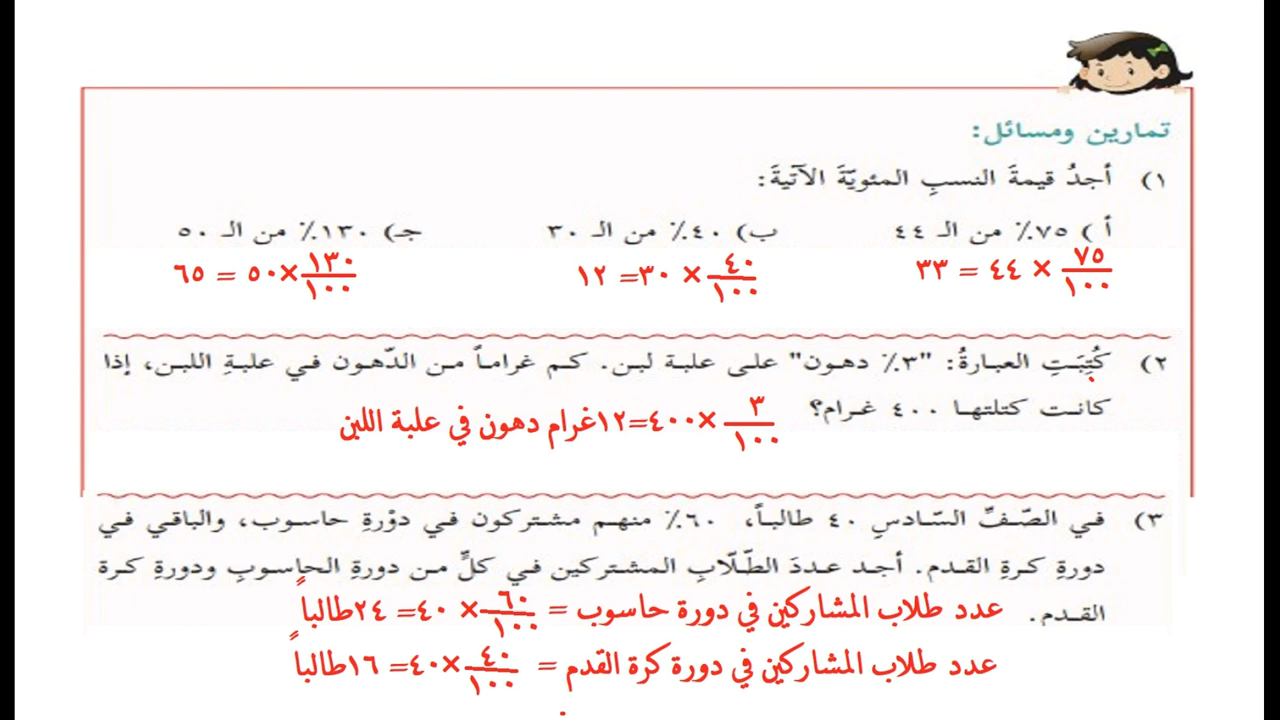 تمارين ومسائل:
١) أجدُ قيمةَ النسبِ المئويّةَ الآتيةَ:
أ ) ٧٥٪ من الـ ٤٤ ب) ٤٠٪ من الـ ٣٠ جـ) ١٣٠٪ من الـ ٥٠
٧٥/١٠٠ × ٤٤ = ٣٣ ٤٠/١٠٠ × ٣٠= ١٢ ١٣٠/١٠٠ ×٥٠ = ٦٥
٢) كُتِبَتِ العبارةُ: "٣٪ دهون" على علبة لبن. كم غراماً من الدّهون في علبةِ اللبن، إذا
كانت كتلتها ٤٠٠ غرام؟ ٣/١٠٠ ×٤٠٠=١٢غرام دهون في علبة اللبن
٣) في الصّفِّ السّادسِ ٤٠ طالباً، ٦٠٪ منهم مشتركون في دوْرةِ حاسوب، والباقي في
دورةِ كرةِ القدم. أجد عددَ الطّلّابِ المشتركين في كلٍّ من دورةِ الحاسوبِ ودورةِ كرة
القدم.
عدد طلاب المشاركين في دورة حاسوب = ٦٠/١٠٠ × ٤٠ =٢٤طالباً
عدد طلاب المشاركين في دورة كرة القدم = ٤٠/١٠٠ ×٤٠ =١٦طالباً